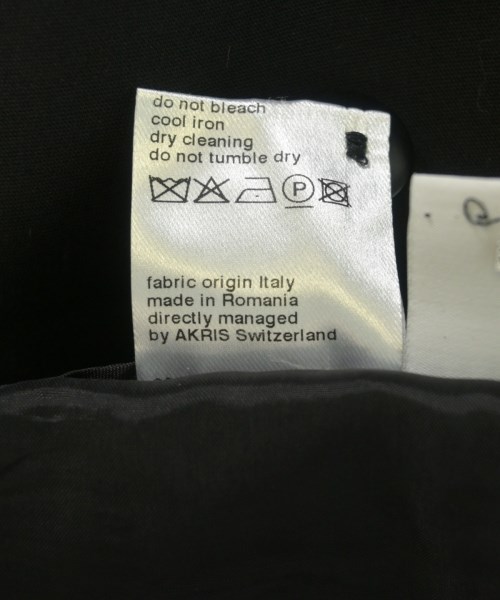 do not bleach
cool iron
dry cleaning
do not tumble dry
P
fabric origin Italy
made in Romania
directly managed
by AKRIS Switzerland